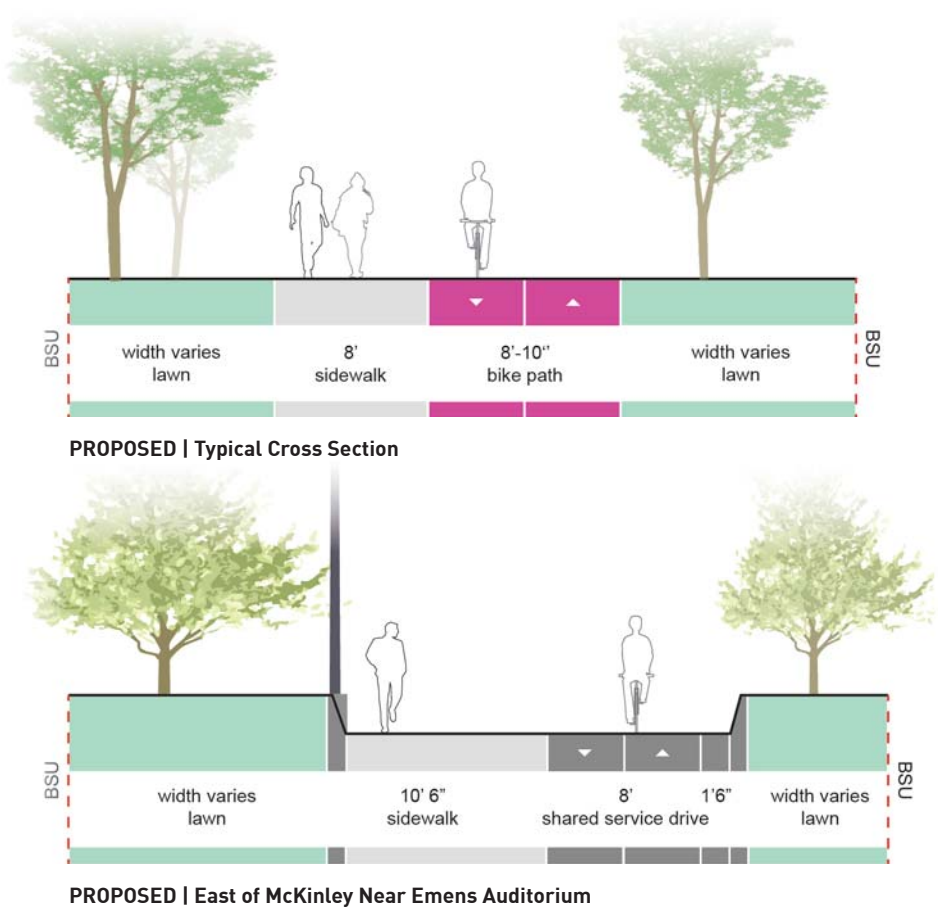 BSU
width varies
lawn
8'
sidewalk
8'-10''
bike path
width varies
lawn
BSU
PROPOSED | Typical Cross Section
BSU
width varies
lawn
10' 6"
sidewalk
8'
1'6"
shared service drive
width varies
lawn
BSU
PROPOSED | East of McKinley Near Emens Auditorium